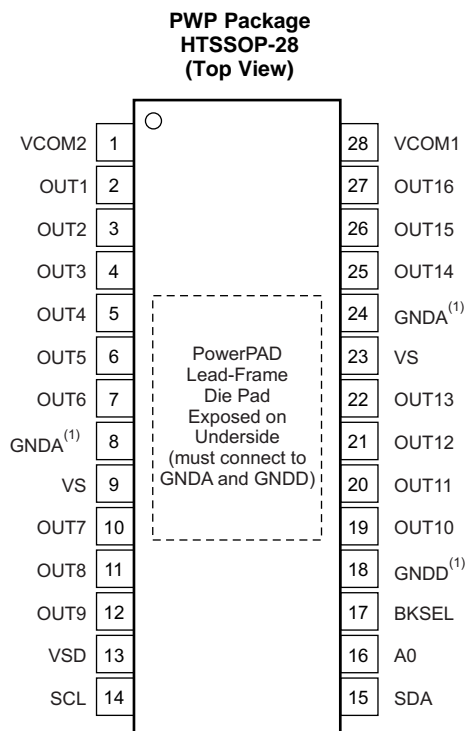 PWP Package
HTSSOP-28
(Top View)
VCOM2 1
28 VCOM1
OUT1 2
27 OUT16
OUT2 3
26 OUT15
OUT3 4
25 OUT14
OUT4 5
24 GNDA(1)
OUT5 6
23 VS
OUT6 7
22 OUT13
GNDA(1) 8
21 OUT12
VS 9
20 OUT11
OUT7 10
19 OUT10
OUT8 11
18 GNDD(1)
OUT9 12
17 BKSEL
VSD 13
16 A0
SCL 14
15 SDA
PowerPAD
Lead-Frame
Die Pad
Exposed on
Underside
(must connect to
GNDA and GNDD)